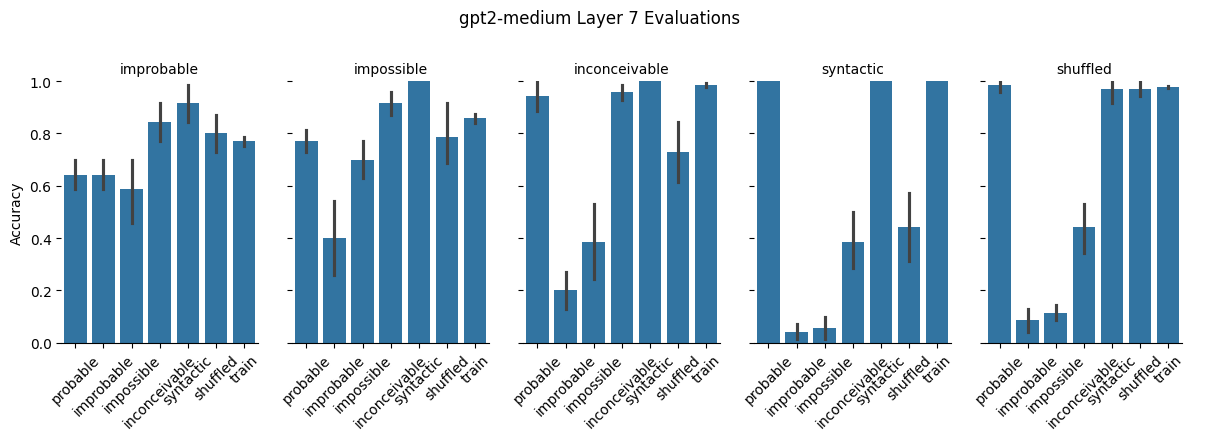 gpt2-medium Layer 7 Evaluations
improbable impossible inconceivable syntactic shuffled
1.0
0.8
0.6
0.4
0.2
0.0
Accuracy
probable improbable impossible inconceivable syntactic shuffled train
probable improbable impossible inconceivable syntactic shuffled train
probable improbable impossible inconceivable syntactic shuffled train
probable improbable impossible inconceivable syntactic shuffled train
probable improbable impossible inconceivable syntactic shuffled train